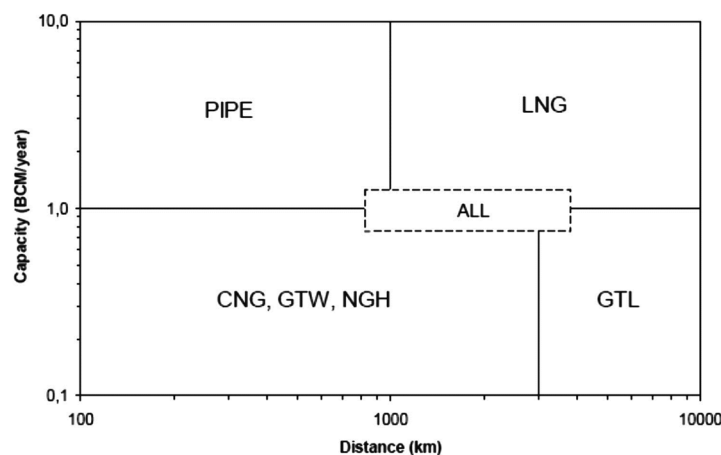 10,0
PIPE
LNG
Capacity (BCM/year)
1,0
ALL
CNG, GTW, NGH
GTL
0,1
100
1000
10000
Distance (km)